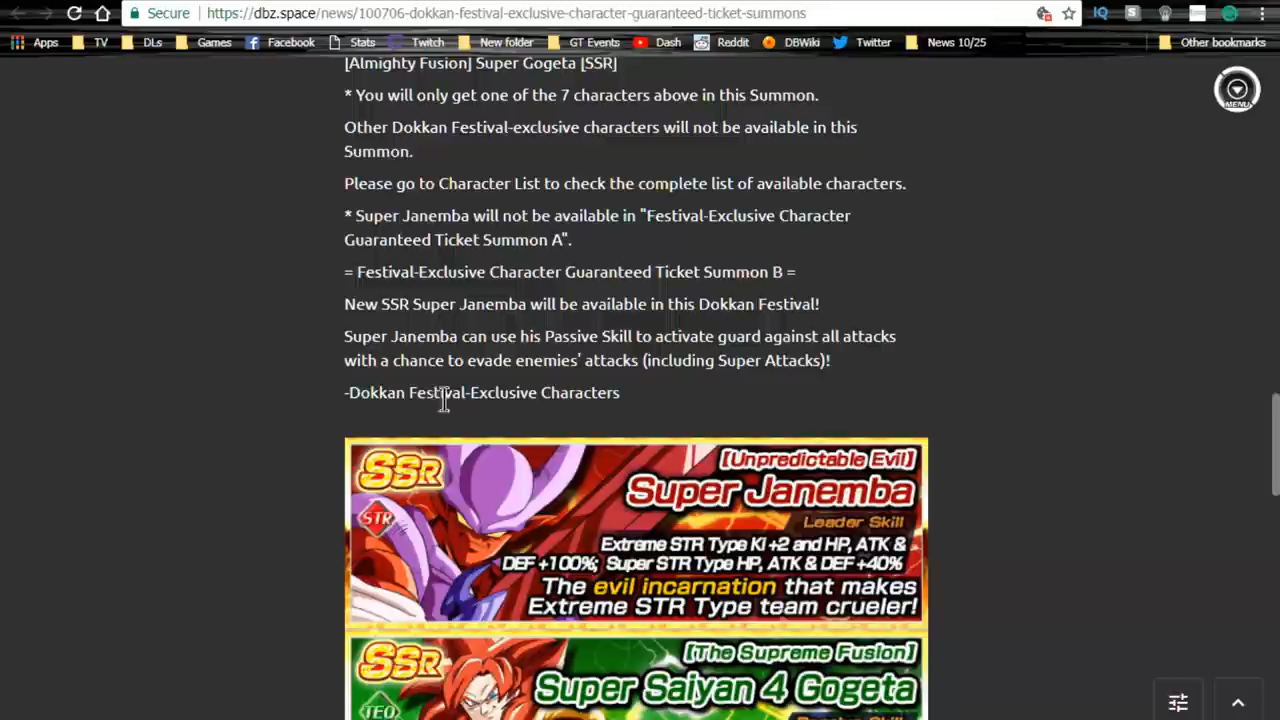 Secure
https://dbz.space/news/100706-dokkan-festival-exclusive-character-guaranteed-ticket-summons
Apps TV DLs Games Facebook Stats Twitch New folder GT Events Dash Reddit DBWiki Twitter News 10/25 Other bookmarks
[Almighty Fusion] Super Gogeta [SSR]
MENU
* You will only get one of the 7 characters above in this Summon.
Other Dokkan Festival-exclusive characters will not be available in this
Summon.
Please go to Character List to check the complete list of available characters.
* Super Janemba will not be available in "Festival-Exclusive Character
Guaranteed Ticket Summon A".
= Festival-Exclusive Character Guaranteed Ticket Summon B =
New SSR Super Janemba will be available in this Dokkan Festival!
Super Janemba can use his Passive Skill to activate guard against all attacks
with a chance to evade enemies' attacks (including Super Attacks)!
-Dokkan Festival-Exclusive Characters
SSR
STR
[Unpredictable Evil]
Super Janemba
Leader Skill
Extreme STR Type Ki +2 and HP, ATK &
DEF +100%; Super STR Type HP, ATK & DEF +40%
The evil incarnation that makes
Extreme STR Type team crueler!
SSR
TEQ
[The Supreme Fusion]
Super Saiyan 4 Gogeta
Passive Skill